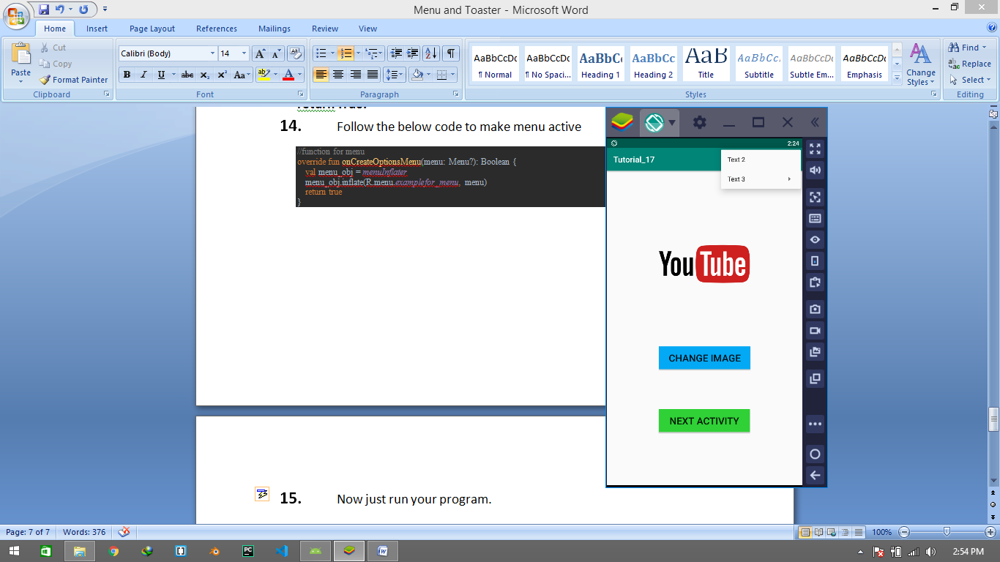 Menu and Toaster - Microsoft Word
Home Insert Page Layout References Mailings Review View
Paste
Cut
Copy
Format Painter
Clipboard
Calibri (Body) 14
Font
Paragraph
AaBbCcDc AaBbCcDc AaBbCc AaBbCc AaB AaBbCc. AaBbCcDc AaBbCcDc
¶ Normal ¶ No Spaci... Heading 1 Heading 2 Title Subtitle Subtle Em... Emphasis
Change Styles
Styles
Find
Replace
Select
Editing
14. Follow the below code to make menu active
//function for menu
override fun onCreateOptionsMenu(menu: Menu?): Boolean {
val menu_obj = menuInflater
menu_obj.inflate(R.menu.examplefor_menu, menu)
return true
}
2:24
Tutorial_17
Text 2
Text 3
YouTube
CHANGE IMAGE
NEXT ACTIVITY
15. Now just run your program.
Page: 7 of 7 Words: 376 100%
2:54 PM